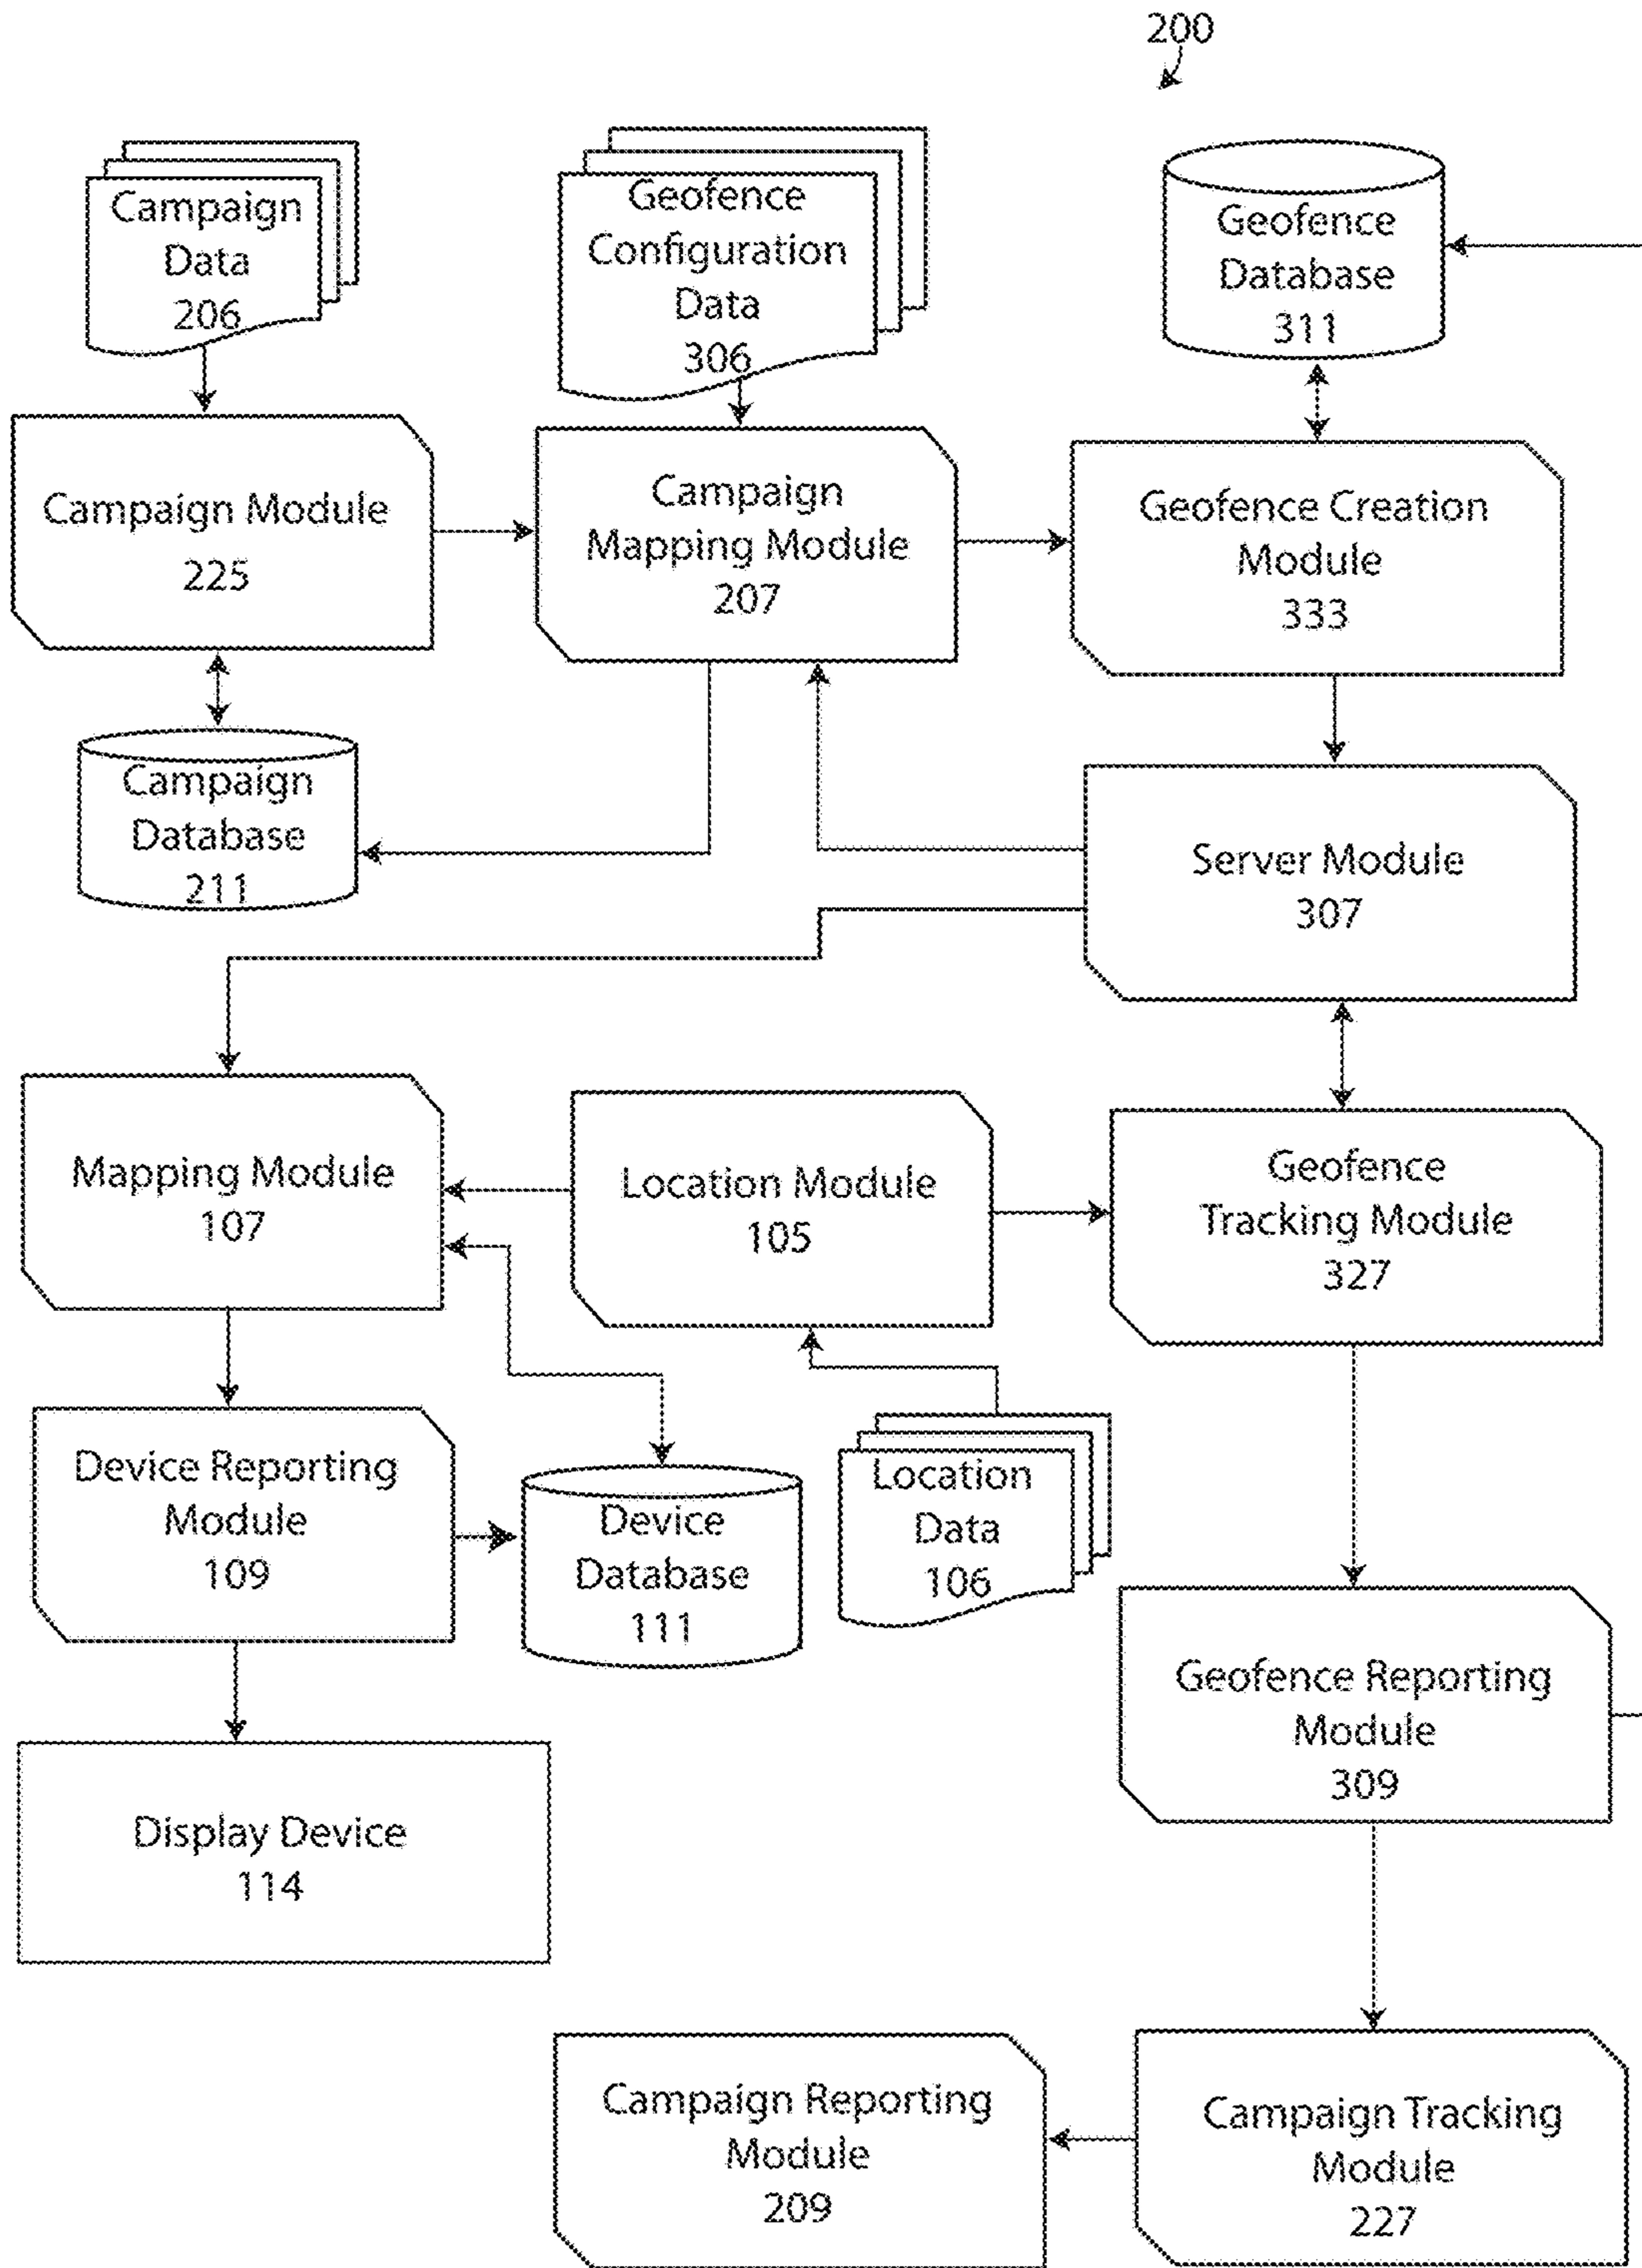 200
Campaign
Data
206
Geofence
Configuration
Data
306
Geofence
Database
311
Campaign Module
225
Campaign
Mapping Module
207
Geofence Creation
Module
333
Campaign
Database
211
Server Module
307
Mapping Module
107
Location Module
105
Geofence
Tracking Module
327
Device Reporting
Module
109
Device
Database
111
Location
Data
106
Geofence Reporting
Module
309
Display Device
114
Campaign Reporting
Module
209
Campaign Tracking
Module
227